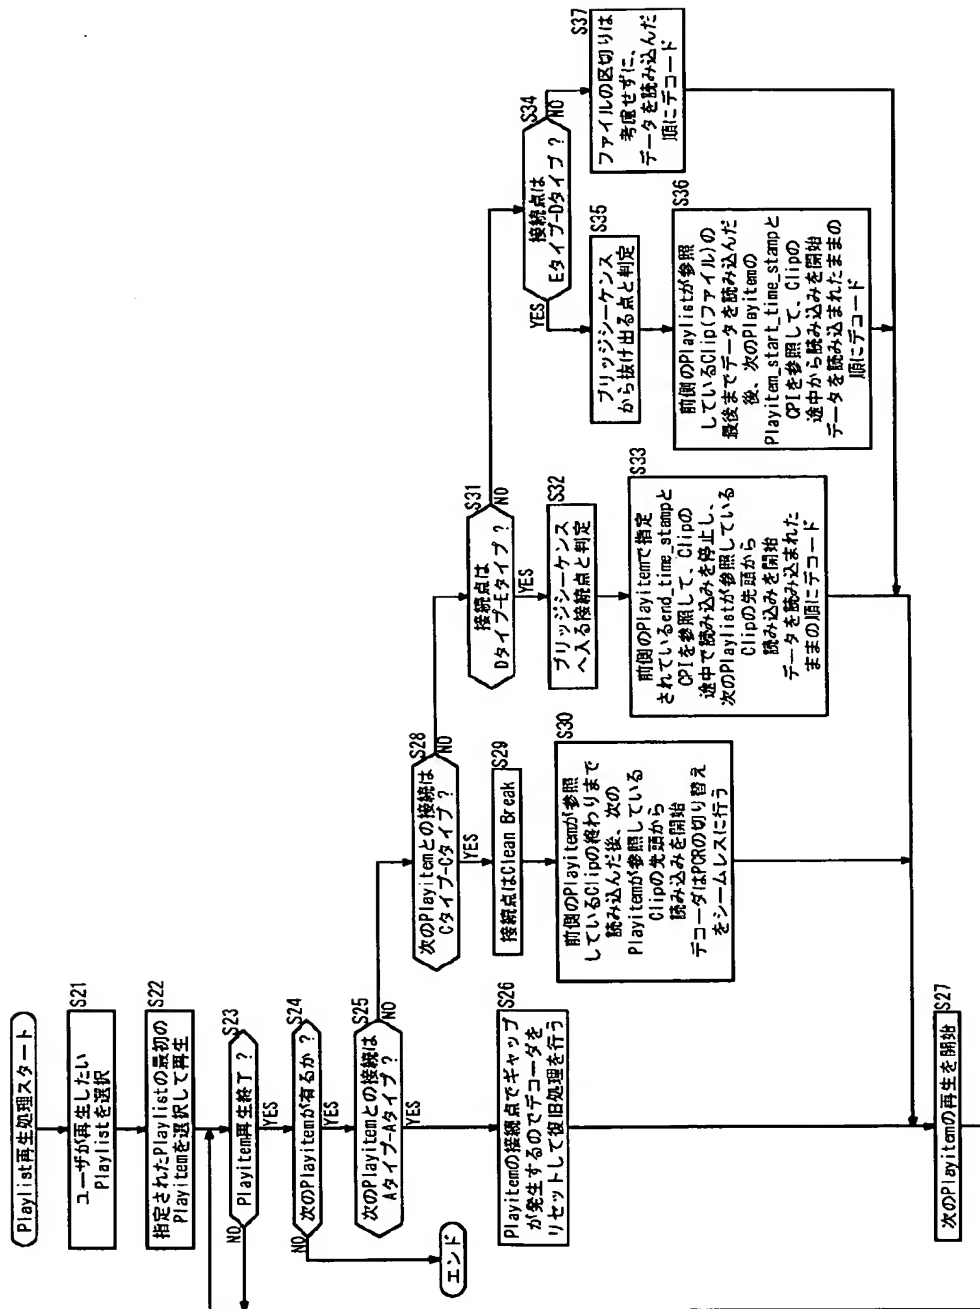 Playlist再生処理スタート
S21
ユーザが再生したい
Playlistを選択
S22
指定されたPlaylistの最初の
Playitemを選択して再生
S23
Playitem再生終了？
NO
YES
S24
次のPlayitemが有るか？
NO
YES
エンド
S25
次のPlayitemとの接続は
Aタイプ-Aタイプ？
NO
YES
S26
Playitemの接続点でギャップ
が発生するのでデコーダを
リセットして復旧処理を行う
S27
次のPlayitemの再生を開始
S28
次のPlayitemとの接続は
Cタイプ-Cタイプ？
NO
YES
S29
接続点はClean Break
S30
前側のPlayitemが参照
しているClipの終わりまで
読み込んだ後、次の
Playitemが参照している
Clipの先頭から
読み込みを開始
デコーダはPCRの切り替え
をシームレスに行う
S31
接続点は
Dタイプ-Eタイプ？
NO
YES
S32
ブリッジシーケンス
へ入る接続点と判定
S33
前側のPlayitemで指定
されているend_time_stampと
CPIを参照して、Clipの
途中で読み込みを停止し、
次のPlaylistが参照している
Clipの先頭から
読み込みを開始
データを読み込まれた
ままの順にデコード
S34
接続点は
Eタイプ-Dタイプ？
NO
YES
S35
ブリッジシーケンス
から抜け出る点と判定
S36
前側のPlaylistが参照
しているClip(ファイル)の
最後までデータを読み込んだ
後、次のPlayitemの
Playitem_start_time_stampと
CPIを参照して、Clipの
途中から読み込みを開始
データを読み込まれたままの
順にデコード
S37
ファイルの区切りは
考慮せずに、
データを読み込んだ
順にデコード